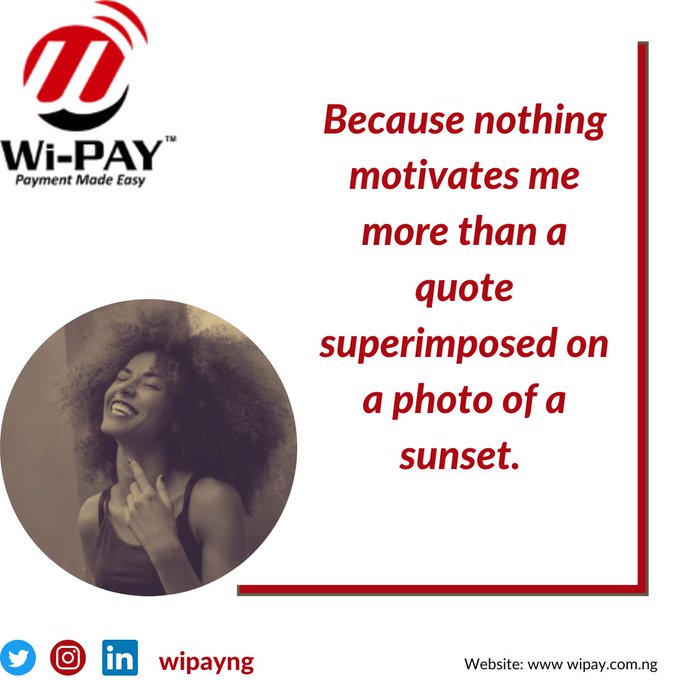 Wi-PAY™
Payment Made Easy
Because nothing
motivates me
more than a
quote
superimposed on
a photo of a
sunset.
wipayng
Website: www wipay.com.ng